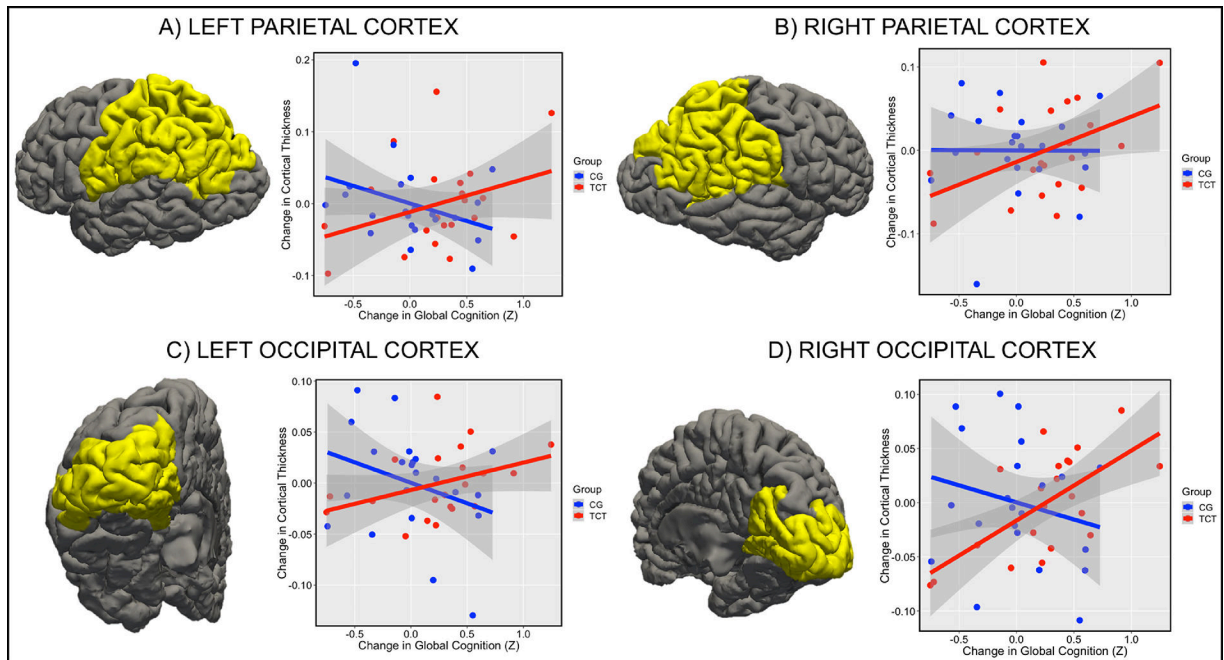 A) LEFT PARIETAL CORTEX
0.2
0.1
0.0
-0.1
Change in Cortical Thickness
-0.5
0.0
0.5
1.0
Change in Global Cognition (Z)
Group
CG
TCT
B) RIGHT PARIETAL CORTEX
0.1
0.0
-0.1
Change in Cortical Thickness
-0.5
0.0
0.5
1.0
Change in Global Cognition (Z)
Group
CG
TCT
C) LEFT OCCIPITAL CORTEX
0.10
0.05
0.00
-0.05
-0.10
Change in Cortical Thickness
-0.5
0.0
0.5
1.0
Change in Global Cognition (Z)
Group
CG
TCT
D) RIGHT OCCIPITAL CORTEX
0.10
0.05
0.00
-0.05
-0.10
Change in Cortical Thickness
-0.5
0.0
0.5
1.0
Change in Global Cognition (Z)
Group
CG
TCT